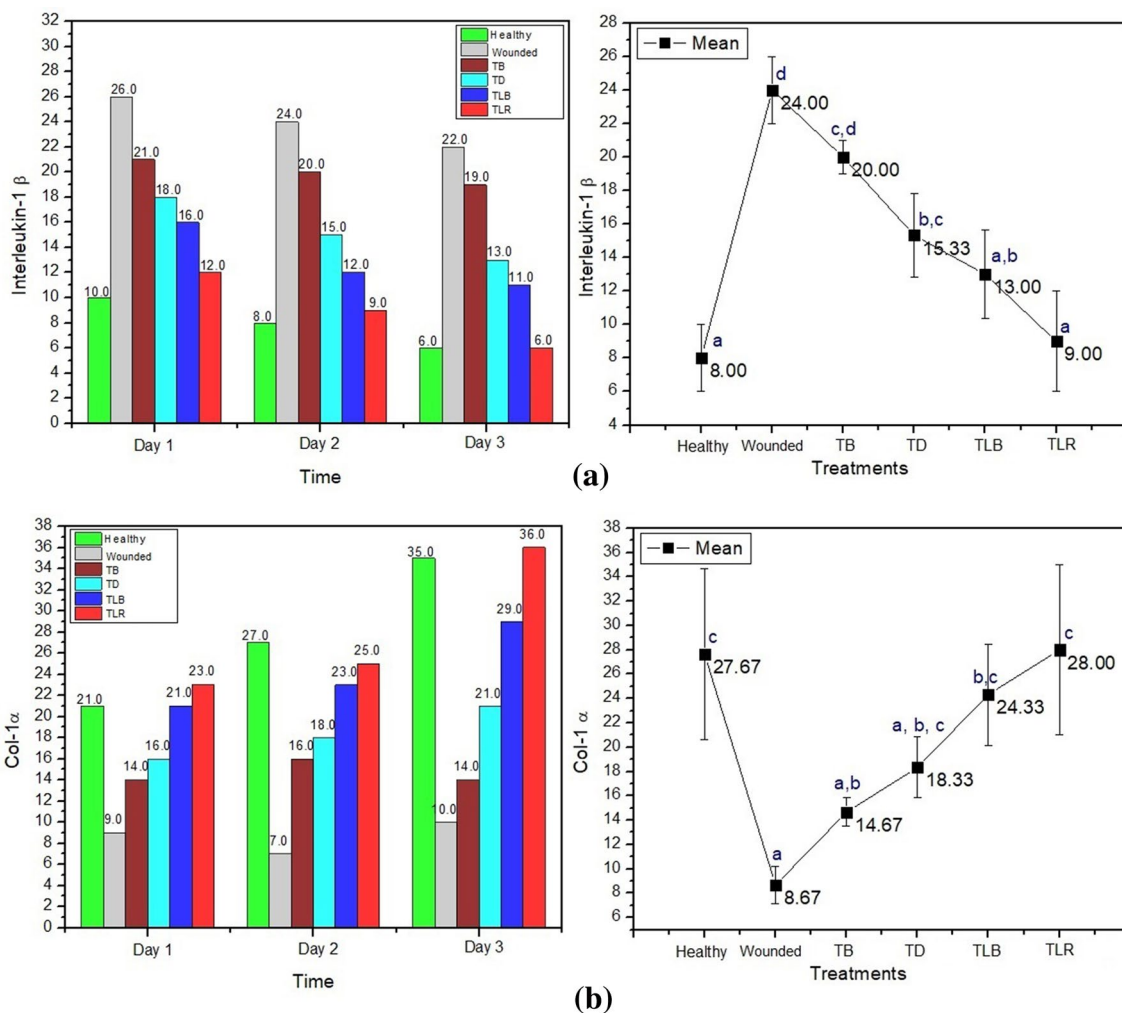 32
30
28
26
24
22
20
18
16
14
12
10
8
6
4
2
0
Interleukin-1 β
Healthy
Wounded
TB
TD
TLB
TLR
10.0
26.0
21.0
18.0
16.0
12.0
8.0
24.0
20.0
15.0
12.0
9.0
6.0
22.0
19.0
13.0
11.0
6.0
Day 1 Day 2 Day 3
Time
28
26
24
22
20
18
16
14
12
10
8
6
4
Interleukin-1 β
Mean
a
8.00
d
24.00
c,d
20.00
b,c
15.33
a,b
13.00
a
9.00
Healthy Wounded TB TD TLB TLR
Treatments
(a)
38
36
34
32
30
28
26
24
22
20
18
16
14
12
10
8
6
4
2
0
Col-1α
Healthy
Wounded
TB
TD
TLB
TLR
21.0
9.0
14.0
16.0
21.0
23.0
27.0
7.0
16.0
18.0
23.0
25.0
35.0
10.0
14.0
21.0
29.0
36.0
Day 1 Day 2 Day 3
Time
38
36
34
32
30
28
26
24
22
20
18
16
14
12
10
8
6
Col-1 α
Mean
c
27.67
a
8.67
a,b
14.67
a, b, c
18.33
b,c
24.33
c
28.00
Healthy Wounded TB TD TLB TLR
Treatments
(b)